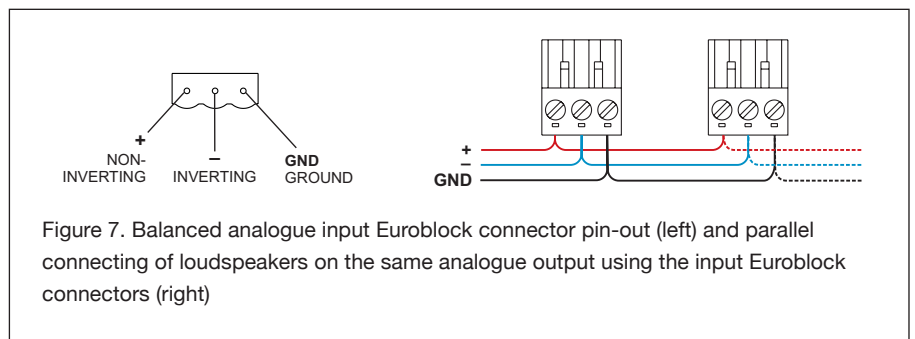 +
NON-
INVERTING
–
INVERTING
GND
GROUND
+
–
GND
Figure 7. Balanced analogue input Euroblock connector pin-out (left) and parallel
connecting of loudspeakers on the same analogue output using the input Euroblock
connectors (right)